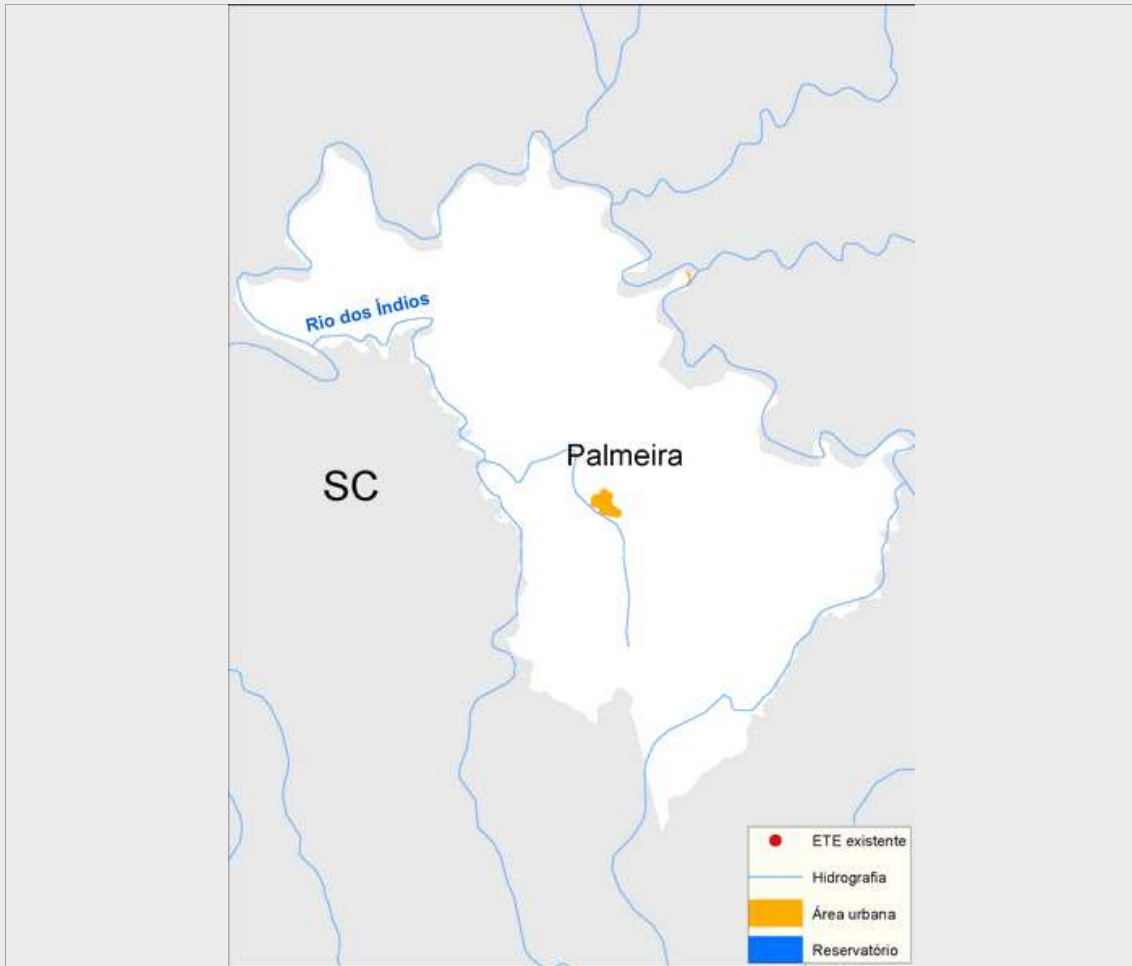 Rio dos Índios
Palmeira
SC
ETE existente
Hidrografia
Área urbana
Reservatório